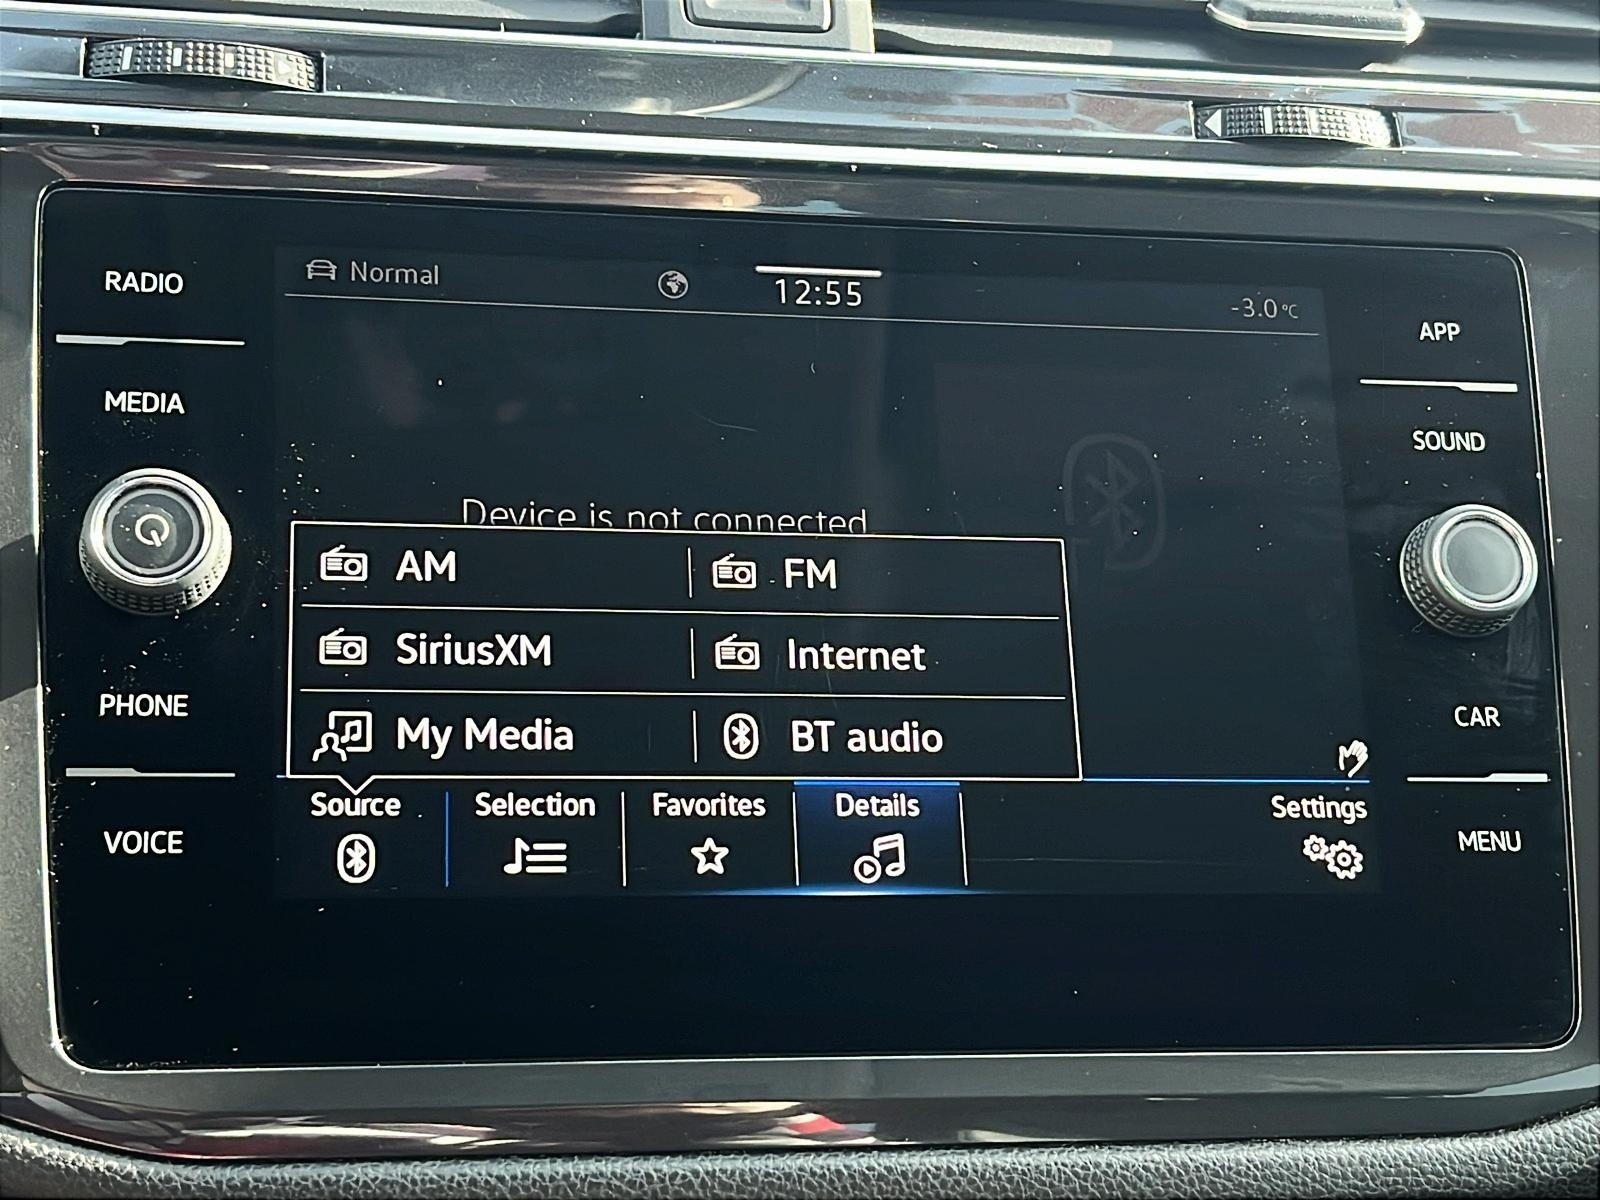 RADIO
MEDIA
PHONE
VOICE
Normal
12:55
-3.0°C
Device is not connected
AM
FM
SiriusXM
Internet
My Media
BT audio
Source
Selection
Favorites
Details
Settings
APP
SOUND
CAR
MENU